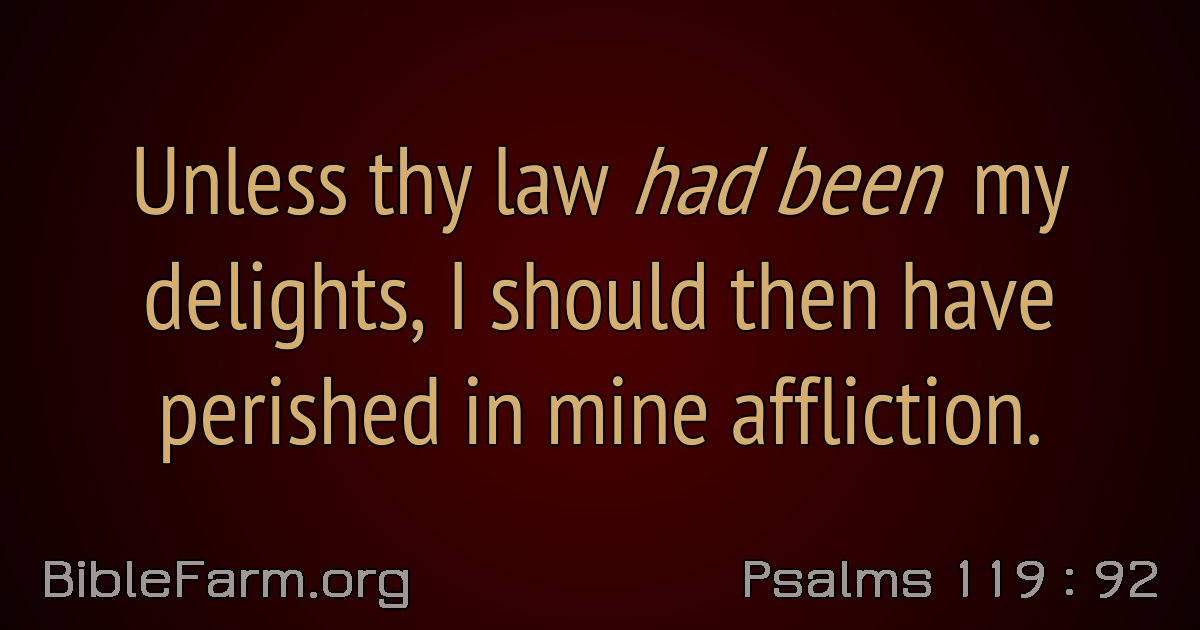 Unless thy law had been my
delights, I should then have
perished in mine affliction.
BibleFarm.org
Psalms 119 : 92